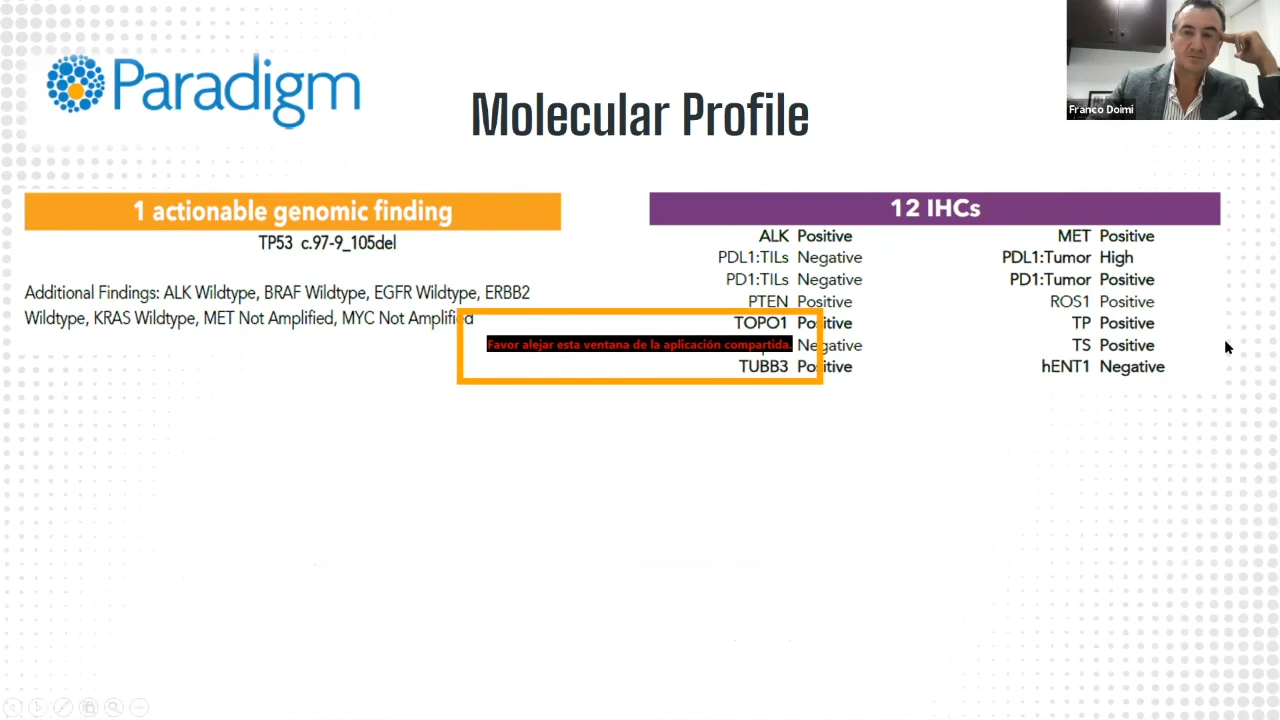 Paradigm
Molecular Profile
Franco Doimi
1 actionable genomic finding
TP53 c.97-9_105del
Additional Findings: ALK Wildtype, BRAF Wildtype, EGFR Wildtype, ERBB2
Wildtype, KRAS Wildtype, MET Not Amplified, MYC Not Amplified
12 IHCs
ALK Positive
PDL1:TILs Negative
PD1:TILs Negative
PTEN Positive
TOPO1 Positive
Favor alejar esta ventana de la aplicación compartida.
Negative
TUBB3 Positive
MET Positive
PDL1:Tumor High
PD1:Tumor Positive
ROS1 Positive
TP Positive
TS Positive
hENT1 Negative